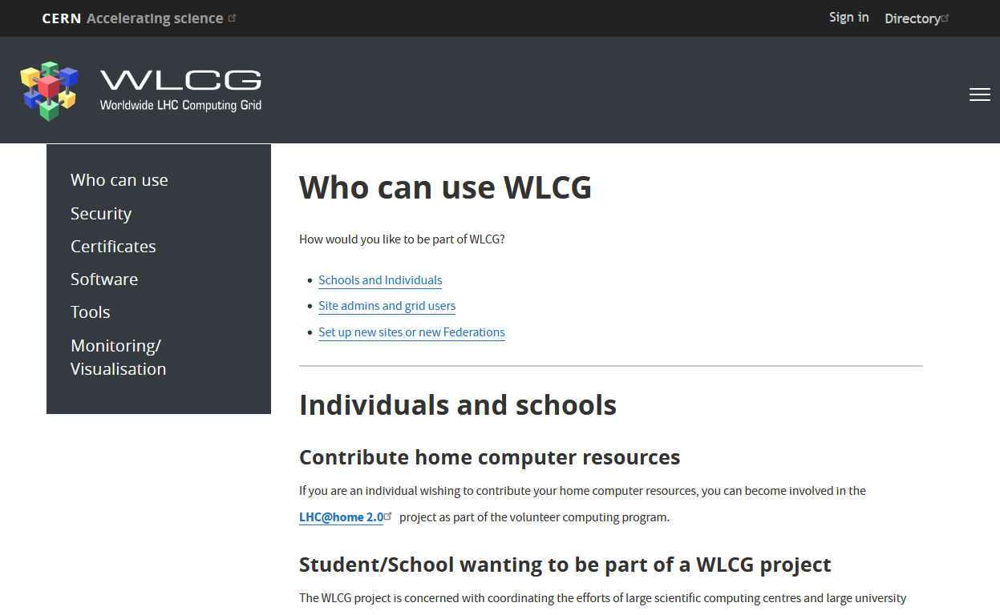 CERN Accelerating science
Sign in
Directory
WLCG
Worldwide LHC Computing Grid
Who can use
Security
Certificates
Software
Tools
Monitoring/
Visualisation
Who can use WLCG
How would you like to be part of WLCG?
Schools and Individuals
Site admins and grid users
Set up new sites or new Federations
Individuals and schools
Contribute home computer resources
If you are an individual wishing to contribute your home computer resources, you can become involved in the
LHC@home 2.0 project as part of the volunteer computing program.
Student/School wanting to be part of a WLCG project
The WLCG project is concerned with coordinating the efforts of large scientific computing centres and large university